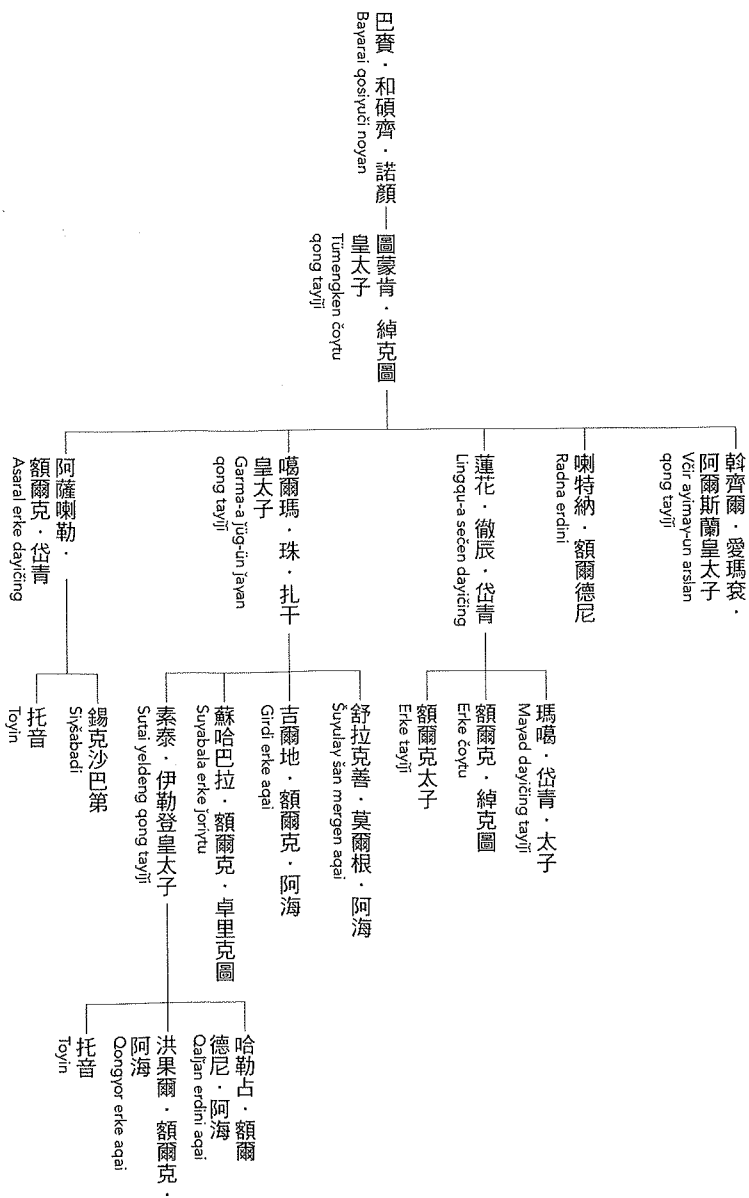 巴賚・和碩齊・諾顏
Baγarai qosiγuči noyan
圖蒙肯・綽克圖
皇太子
Tümengken čoγtu
qong tayiǰi
斡齊爾・愛瑪袞・
阿爾斯蘭皇太子
Včir ayimaγ-un arslan
qong tayiǰi
喇特納・額爾德尼
Radna erdini
蓮花・徹辰・岱青
Lingqu-a sečen dayičing
瑪噶・岱青・太子
Maγad dayičing tayiǰi
額爾克・綽克圖
Erke čoγtu
額爾克太子
Erke tayiǰi
噶爾瑪・珠・扎干
皇太子
Garma-a ǰüg-ün ǰaγan
qong tayiǰi
舒拉克善・莫爾根・阿海
Šuγulaγ šan mergen aqai
吉爾地・額爾克・阿海
Girdi erke aqai
蘇哈巴拉・額爾克・卓里克圖
Suγabala erke ǰoriγtu
素泰・伊勒登皇太子
Sutai yeldeng qong tayiǰi
哈勒占・額爾
德尼・阿海
Qalǰan erdini aqai
洪果爾・額爾克・
阿海
Qongγor erke aqai
托音
Toyin
阿薩喇勒・
額爾克・岱青
Asaral erke dayičing
錫克沙巴第
Siγšabadi
托音
Toyin